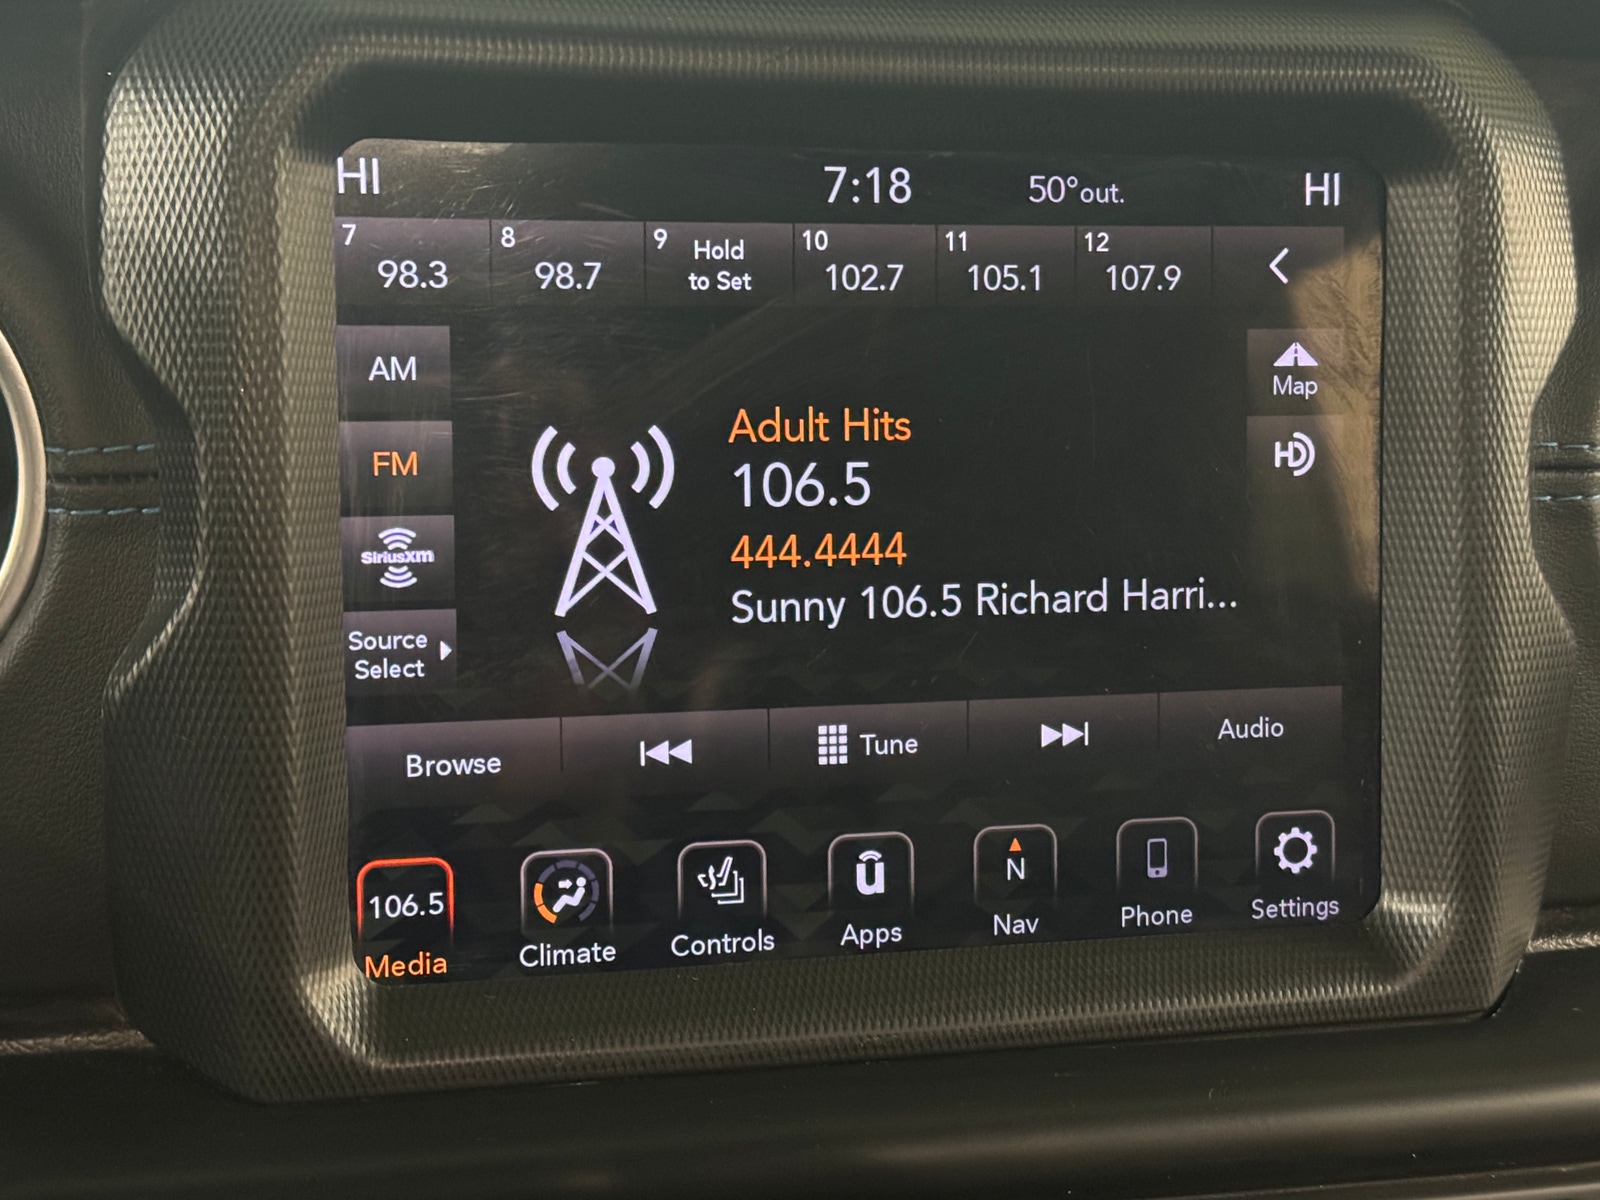 HI 7:18 50°out. HI
7 8 9 10 11 12
98.3 98.7 Hold to Set 102.7 105.1 107.9
AM
Map
Adult Hits
FM
HD
106.5
444.4444
SiriusXM
Sunny 106.5 Richard Harri...
Source
Select
Browse Tune Audio
106.5 N
Media Climate Controls Apps Nav Phone Settings